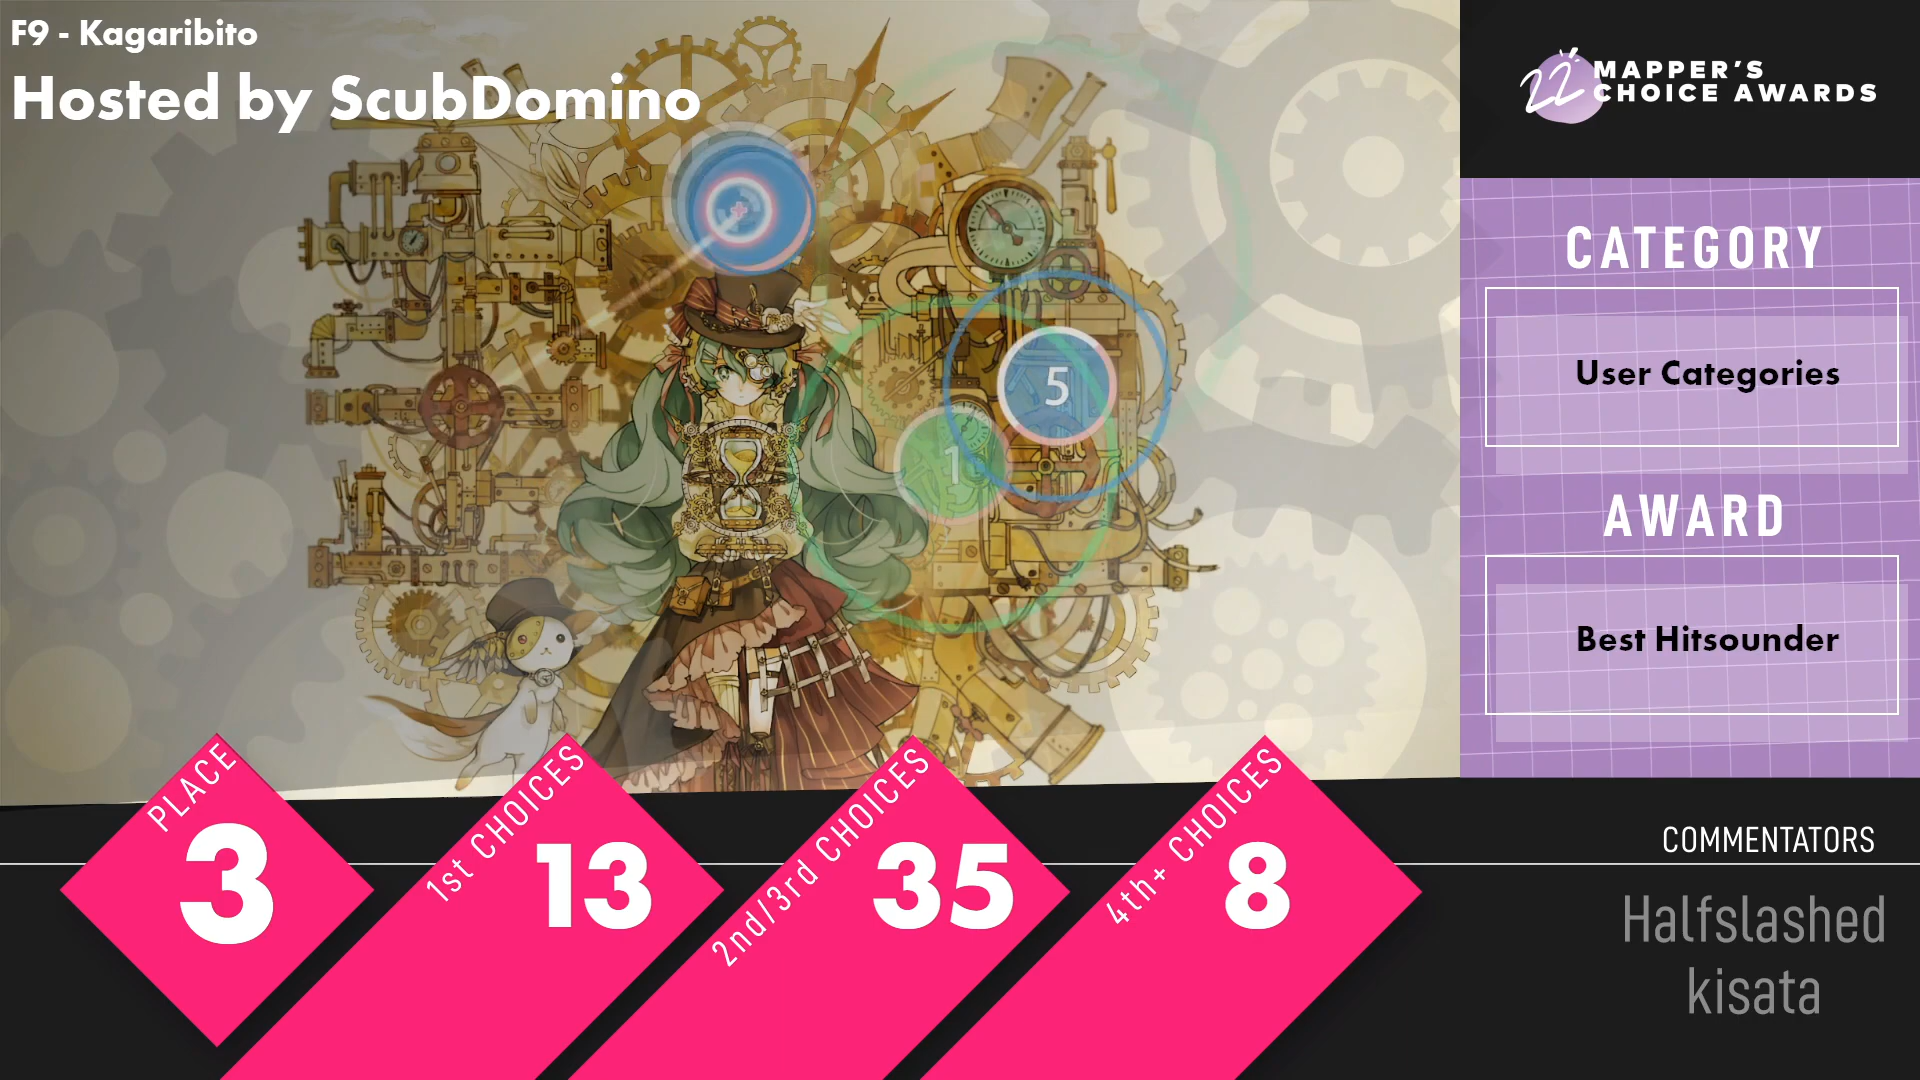 F9 - Kagaribito
Hosted by ScubDomino
22 MAPPER'S
CHOICE AWARDS
CATEGORY
User Categories
AWARD
Best Hitsounder
5
1
PLACE
3
1st CHOICES
13
2nd/3rd CHOICES
35
4th+ CHOICES
8
COMMENTATORS
Halfslashed
kisata